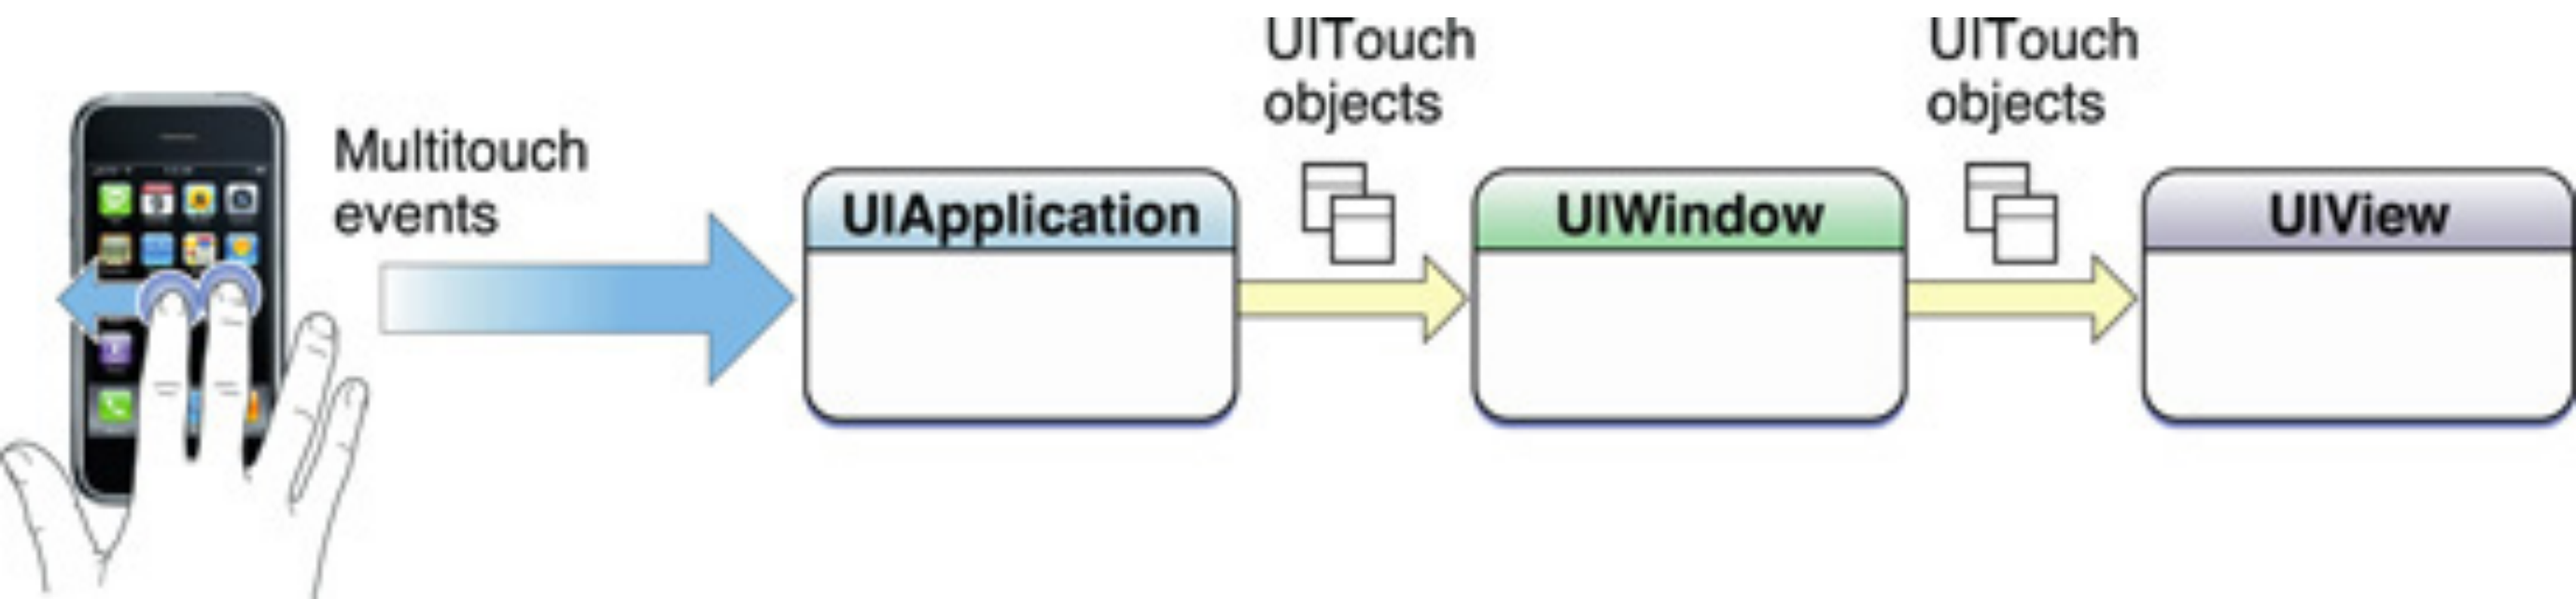 Multitouch
events
UIApplication
UITouch
objects
UIWindow
UITouch
objects
UIView